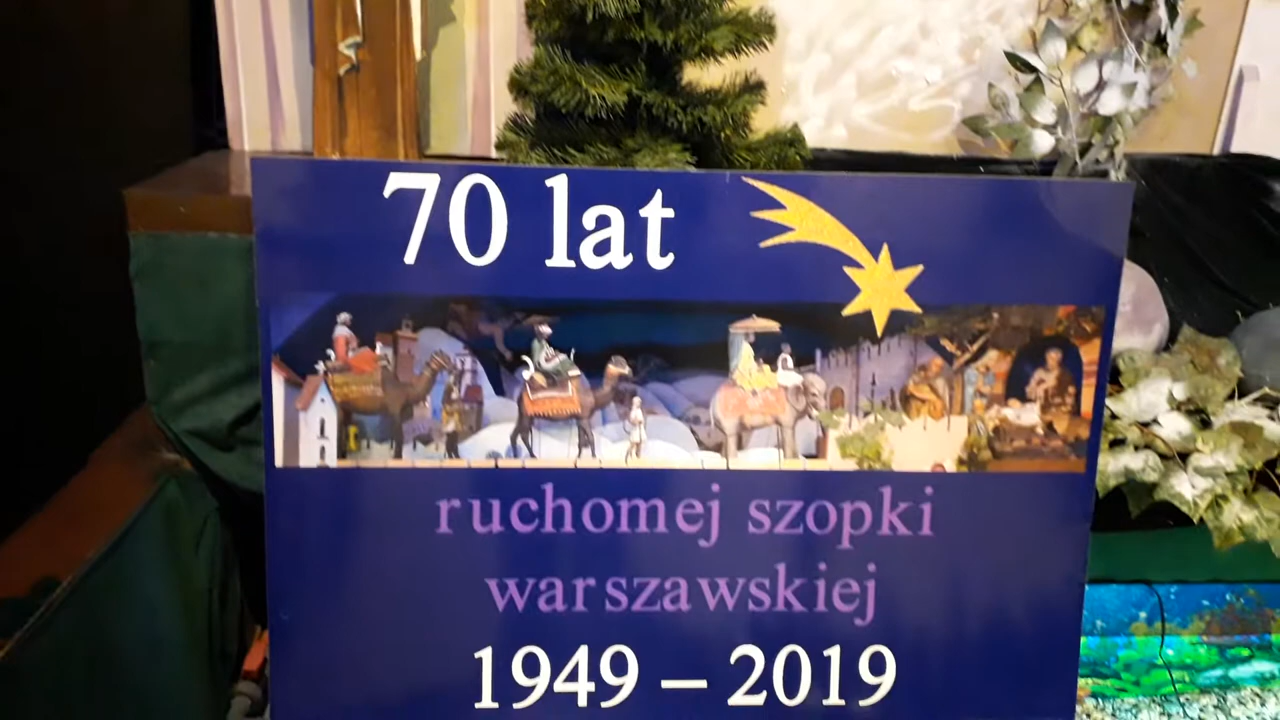 70 lat
ruchomej szopki
warszawskiej
1949 – 2019